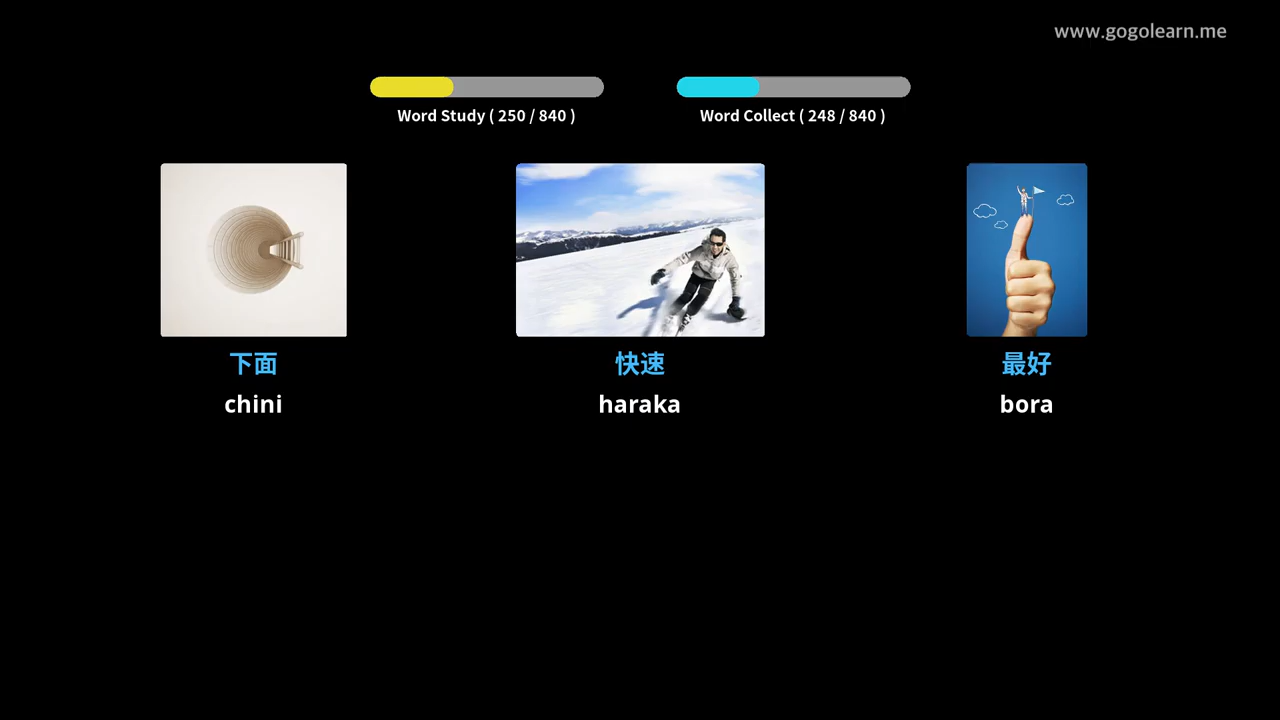 www.gogolearn.me
Word Study ( 250 / 840 )
Word Collect ( 248 / 840 )
下面
快速
最好
chini
haraka
bora